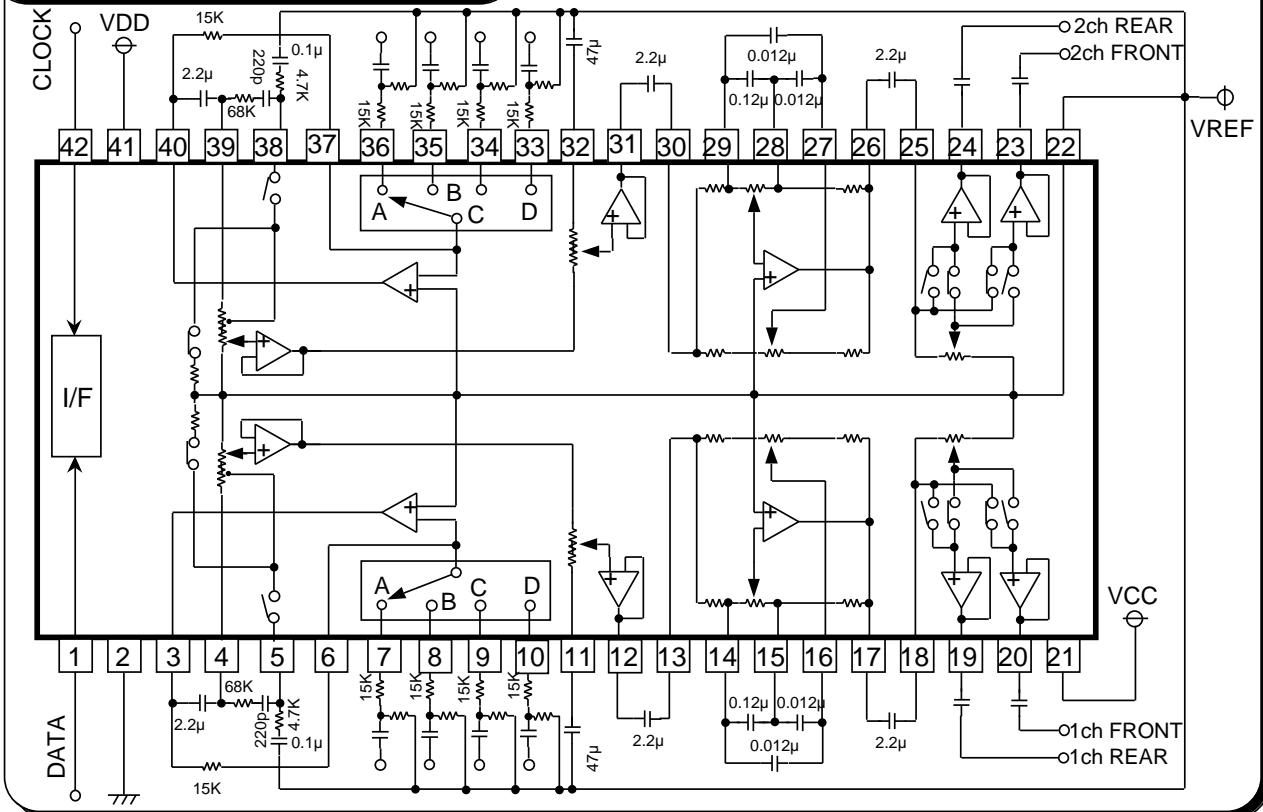 CLOCK
VDD
15K
2.2µ
68K
220p
0.1µ
4.7K
15K
15K
15K
15K
47µ
2.2µ
0.012µ
0.12µ
0.012µ
2.2µ
2ch REAR
2ch FRONT
VREF
42 41 40 39 38 37 36 35 34 33 32 31 30 29 28 27 26 25 24 23 22
A B C D
I/F
+
+
+
+
+
+
+
+
+
+
+
+
A B C D
VCC
1 2 3 4 5 6 7 8 9 10 11 12 13 14 15 16 17 18 19 20 21
DATA
2.2µ
68K
220p
4.7K
0.1µ
15K
15K
15K
15K
15K
47µ
2.2µ
0.12µ
0.012µ
0.012µ
2.2µ
1ch FRONT
1ch REAR